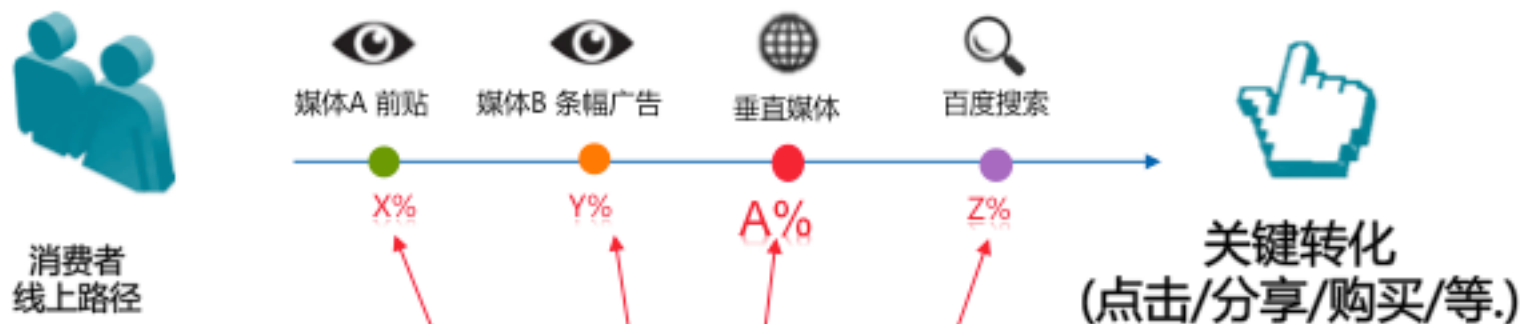 媒体A 前贴
媒体B 条幅广告
垂直媒体
百度搜索
X%
Y%
A%
Z%
消费者
线上路径
关键转化
(点击/分享/购买/等.)